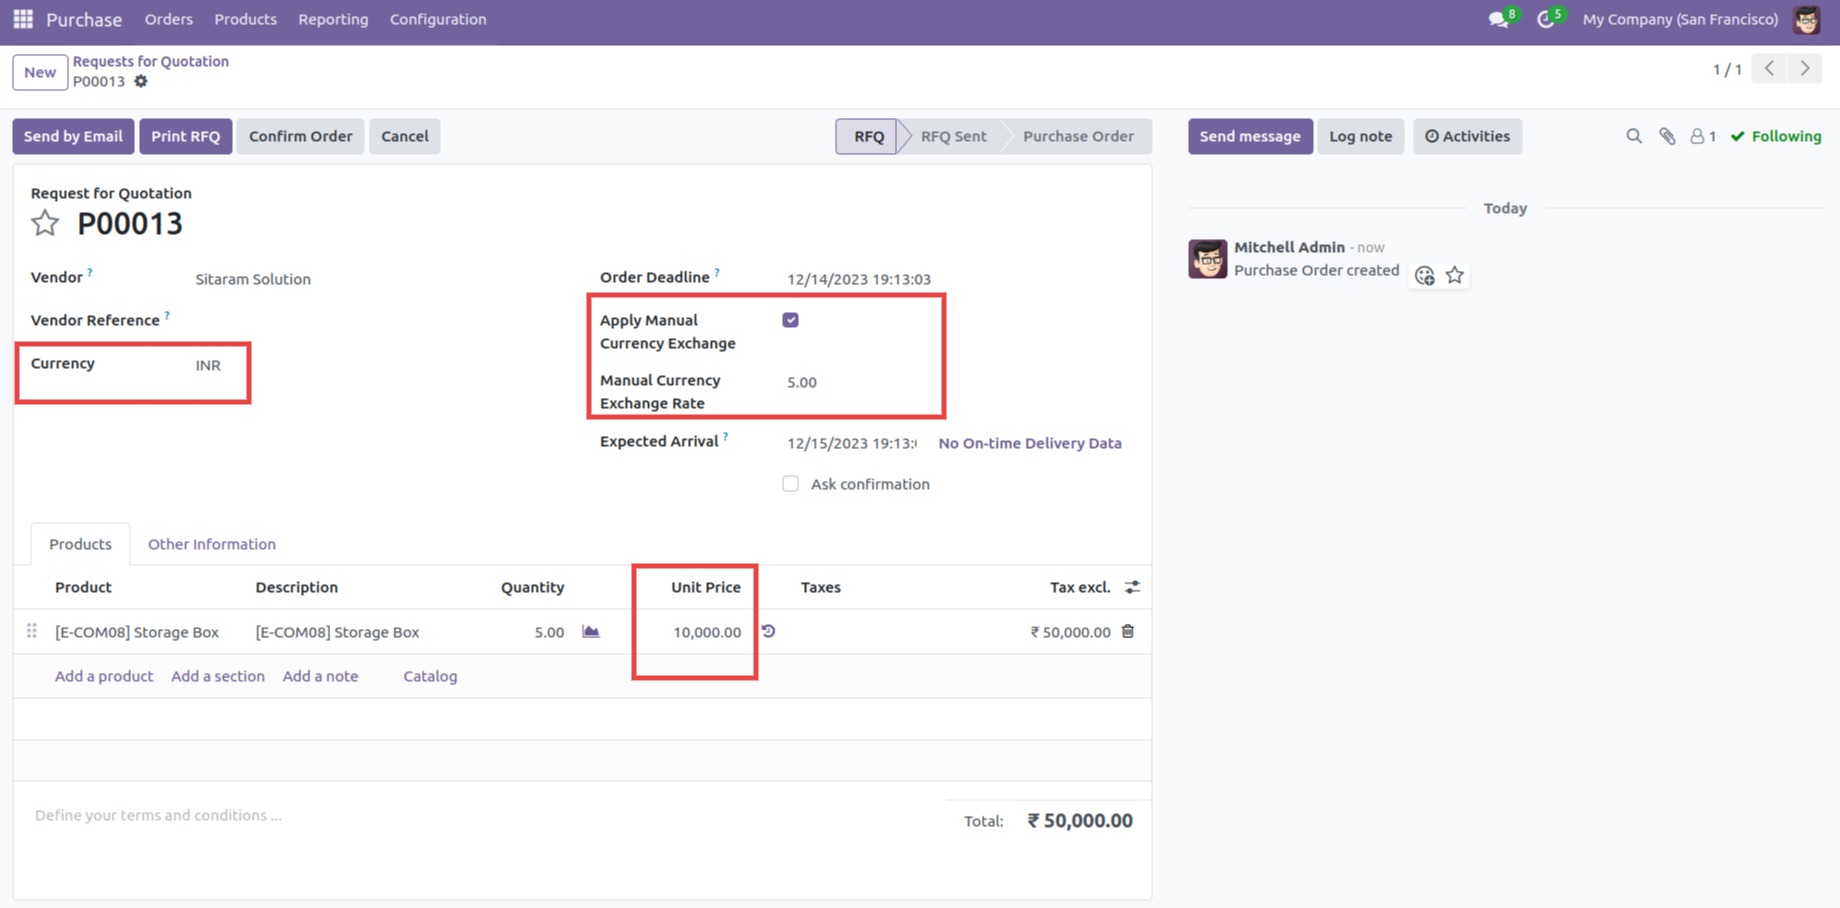 Purchase Orders Products Reporting Configuration 8 5 My Company (San Francisco)
New Requests for Quotation
P00013 1 / 1
Send by Email Print RFQ Confirm Order Cancel RFQ RFQ Sent Purchase Order Send message Log note Activities 1 Following
Request for Quotation
P00013
Today
Mitchell Admin - now
Purchase Order created
Vendor ? Sitaram Solution Order Deadline ? 12/14/2023 19:13:03
Vendor Reference ? Apply Manual
Currency Exchange
Currency INR Manual Currency 5.00
Exchange Rate
Expected Arrival ? 12/15/2023 19:13: No On-time Delivery Data
Ask confirmation
Products Other Information
Product Description Quantity Unit Price Taxes Tax excl.
[E-COM08] Storage Box [E-COM08] Storage Box 5.00 10,000.00 ₹ 50,000.00
Add a product Add a section Add a note Catalog
Define your terms and conditions ...
Total: ₹ 50,000.00